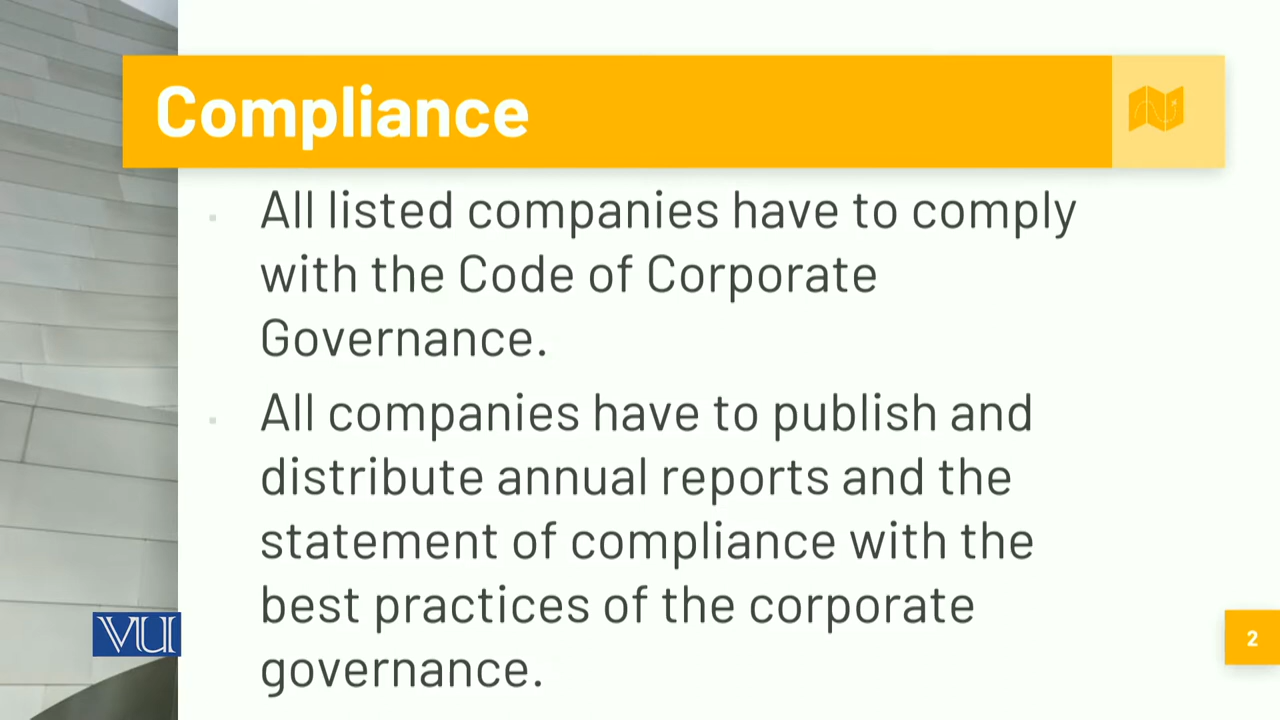 Compliance
All listed companies have to comply
with the Code of Corporate
Governance.
All companies have to publish and
distribute annual reports and the
statement of compliance with the
best practices of the corporate
governance.
VU
2